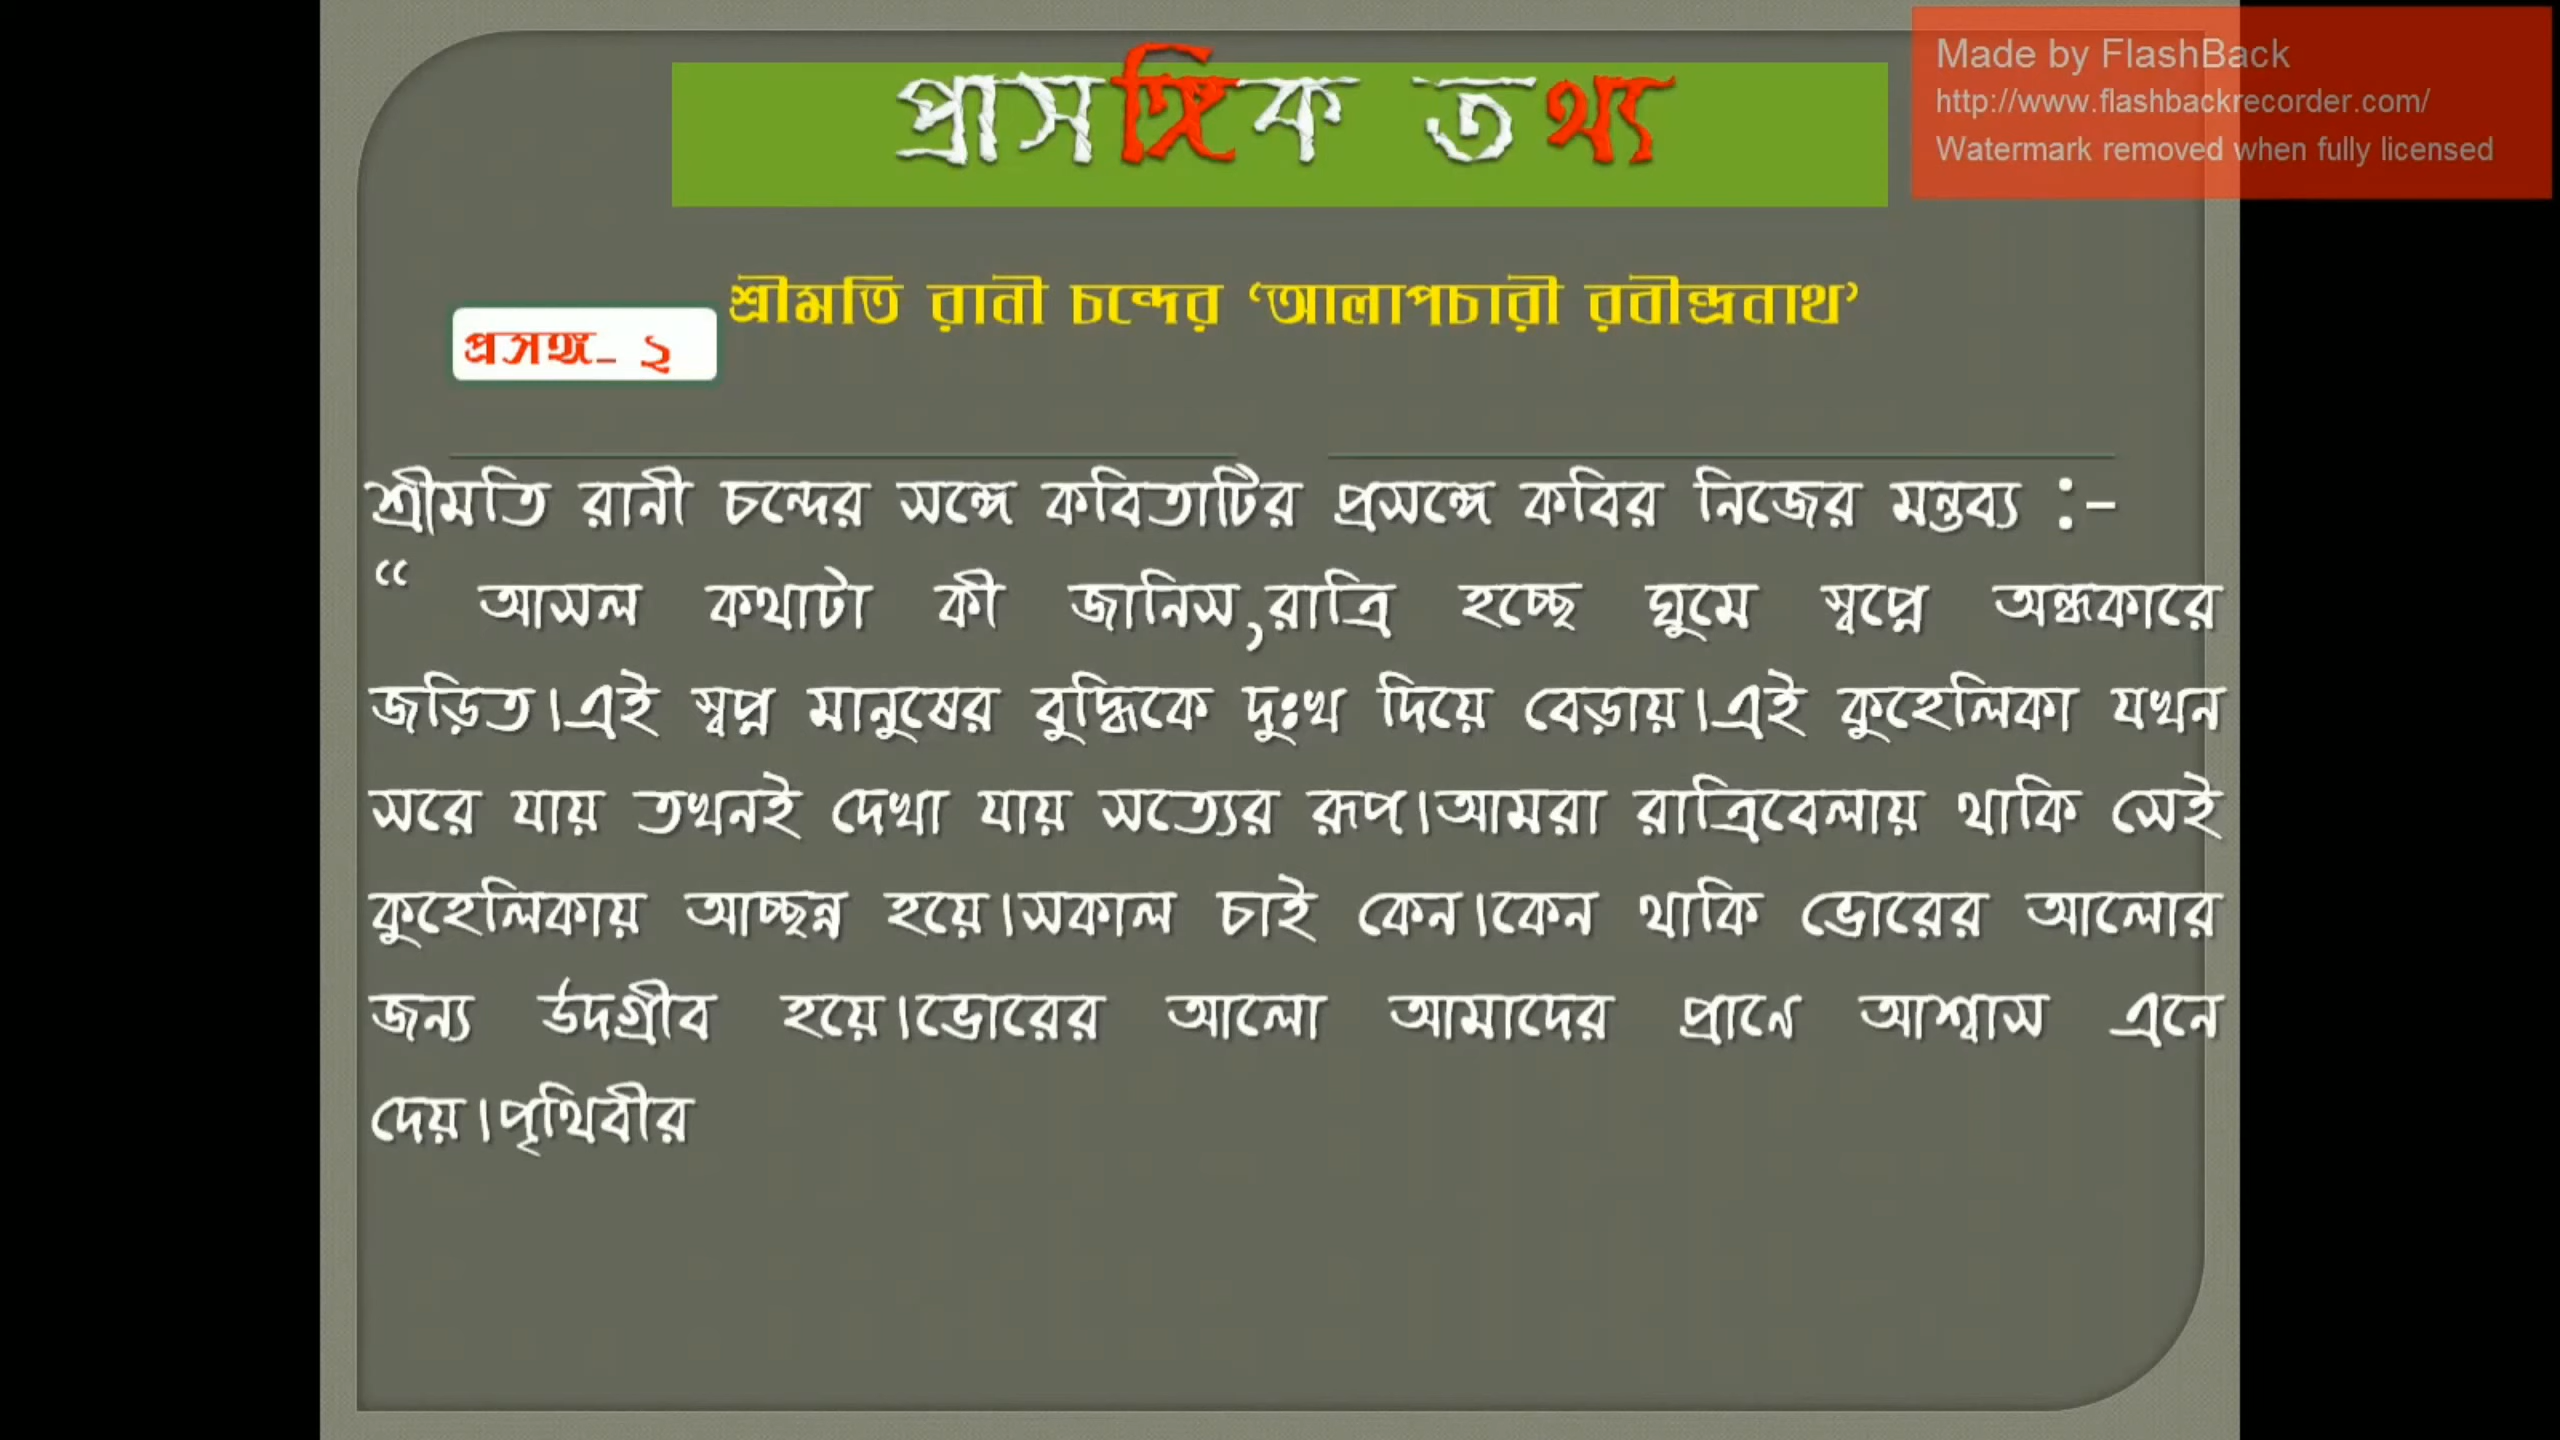 প্রাসঙ্গিক তথ্য
Made by FlashBack
http://www.flashbackrecorder.com/
Watermark removed when fully licensed
শ্রীমতি রানী চন্দের ‘আলাপচারী রবীন্দ্রনাথ’
প্রসঙ্গ- ২
শ্রীমতি রানী চন্দের সঙ্গে কবিতাটির প্রসঙ্গে কবির নিজের মন্তব্য :-
“ আসল কথাটা কী জানিস,রাত্রি হচ্ছে ঘুমে স্বপ্নে অন্ধকারে
জড়িত।এই স্বপ্ন মানুষের বুদ্ধিকে দুঃখ দিয়ে বেড়ায়।এই কুহেলিকা যখন
সরে যায় তখনই দেখা যায় সত্যের রূপ।আমরা রাত্রিবেলায় থাকি সেই
কুহেলিকায় আচ্ছন্ন হয়ে।সকাল চাই কেন।কেন থাকি ভোরের আলোর
জন্য উদগ্রীব হয়ে।ভোরের আলো আমাদের প্রাণে আশ্বাস এনে
দেয়।পৃথিবীর